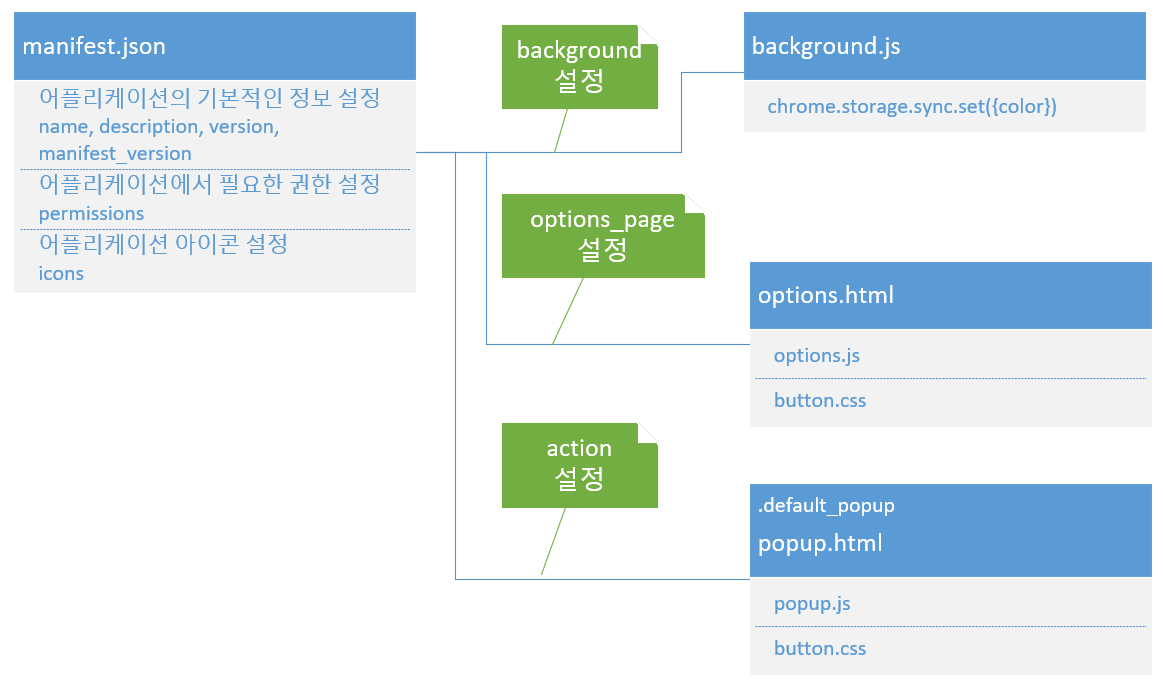 manifest.json
어플리케이션의 기본적인 정보 설정
name, description, version,
manifest_version
어플리케이션에서 필요한 권한 설정
permissions
어플리케이션 아이콘 설정
icons
background
설정
background.js
chrome.storage.sync.set({color})
options_page
설정
options.html
options.js
button.css
action
설정
.default_popup
popup.html
popup.js
button.css